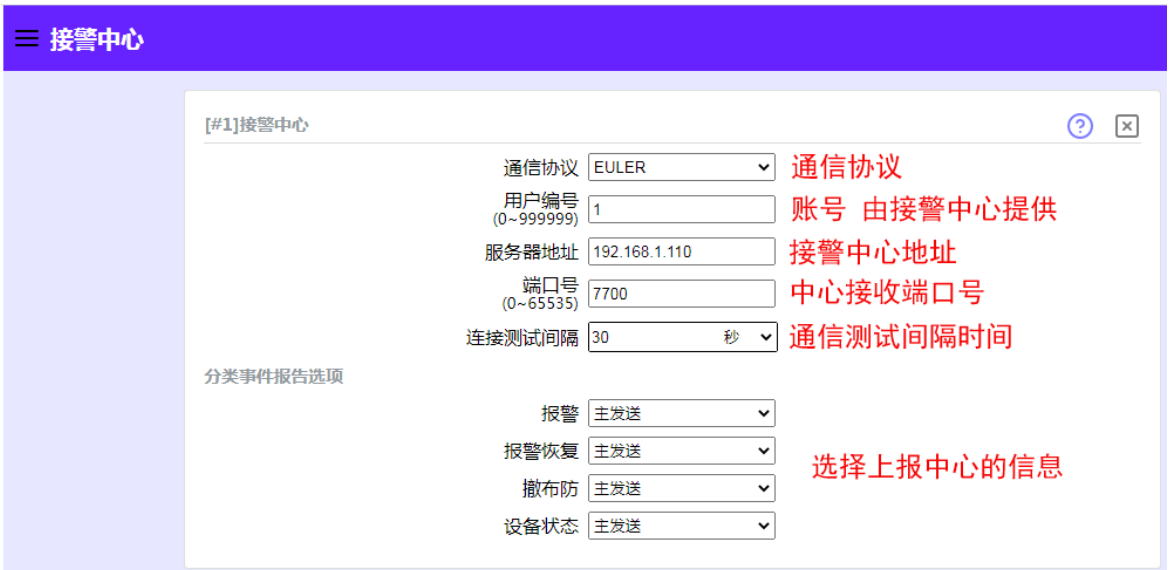 接警中心
[#1]接警中心
通信协议 EULER 通信协议
用户编号 (0~999999) 1 账号 由接警中心提供
服务器地址 192.168.1.110 接警中心地址
端口号 (0~65535) 7700 中心接收端口号
连接测试间隔 30 秒 通信测试间隔时间
分类事件报告选项
报警 主发送
报警恢复 主发送
选择上报中心的信息
撤布防 主发送
设备状态 主发送